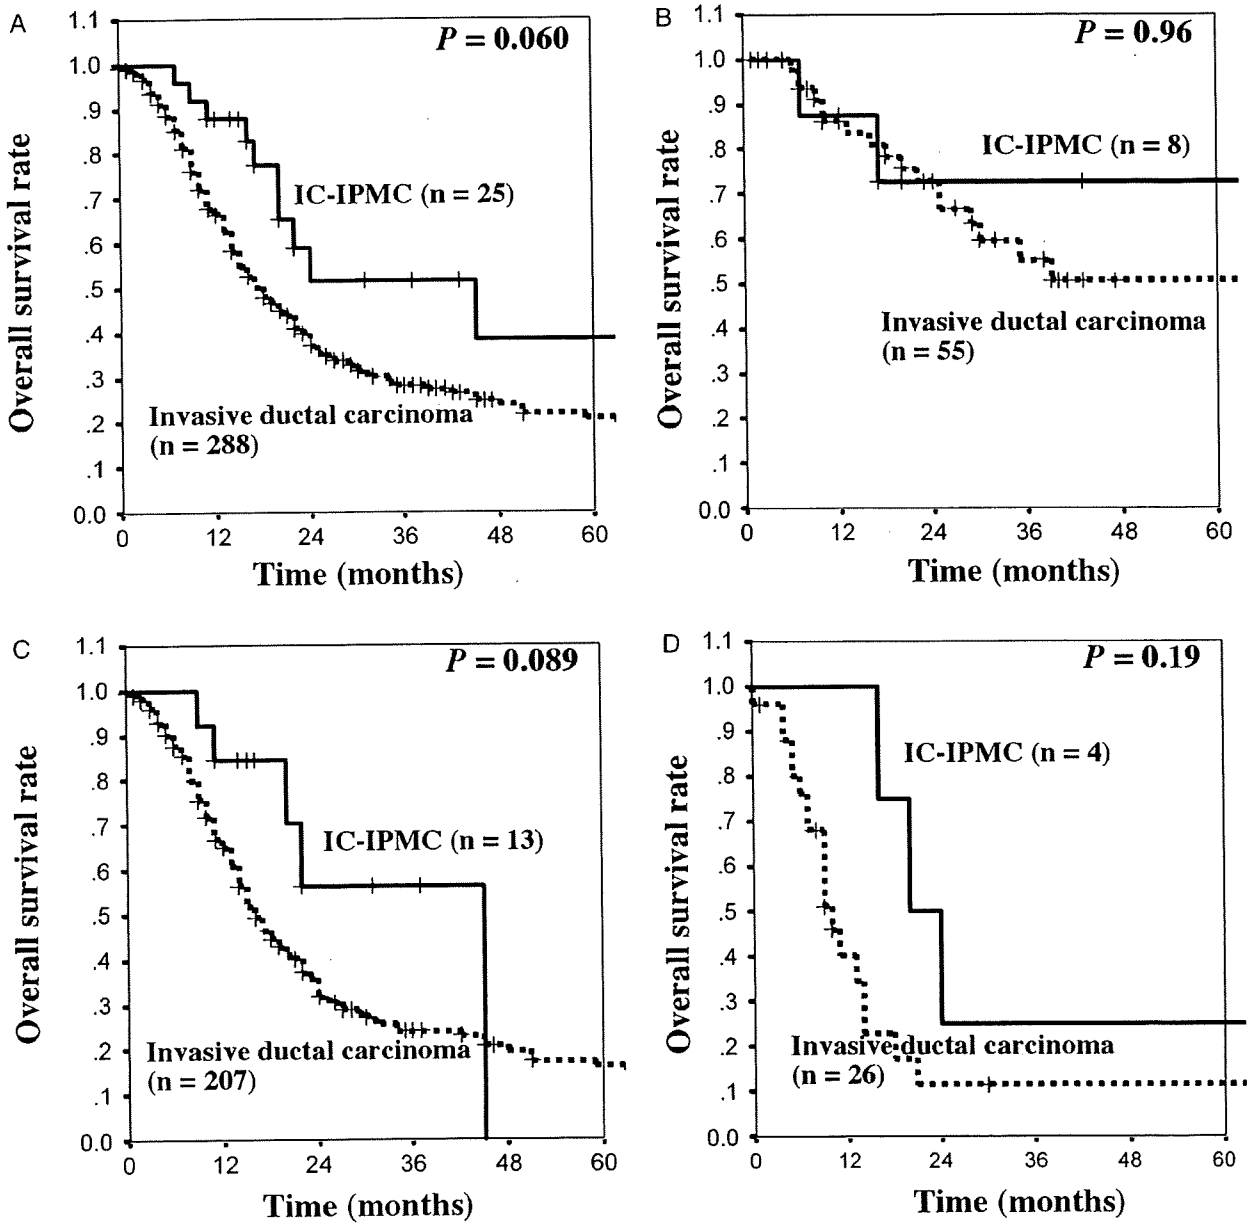 A
P = 0.060
1.1
1.0
.9
.8
.7
.6
.5
.4
.3
.2
.1
0.0
Overall survival rate
IC-IPMC (n = 25)
Invasive ductal carcinoma
(n = 288)
0 12 24 36 48 60
Time (months)
B
P = 0.96
1.1
1.0
.9
.8
.7
.6
.5
.4
.3
.2
.1
0.0
Overall survival rate
IC-IPMC (n = 8)
Invasive ductal carcinoma
(n = 55)
0 12 24 36 48 60
Time (months)
C
P = 0.089
1.1
1.0
.9
.8
.7
.6
.5
.4
.3
.2
.1
0.0
Overall survival rate
IC-IPMC (n = 13)
Invasive ductal carcinoma
(n = 207)
0 12 24 36 48 60
Time (months)
D
P = 0.19
1.1
1.0
.9
.8
.7
.6
.5
.4
.3
.2
.1
0.0
Overall survival rate
IC-IPMC (n = 4)
Invasive ductal carcinoma
(n = 26)
0 12 24 36 48 60
Time (months)